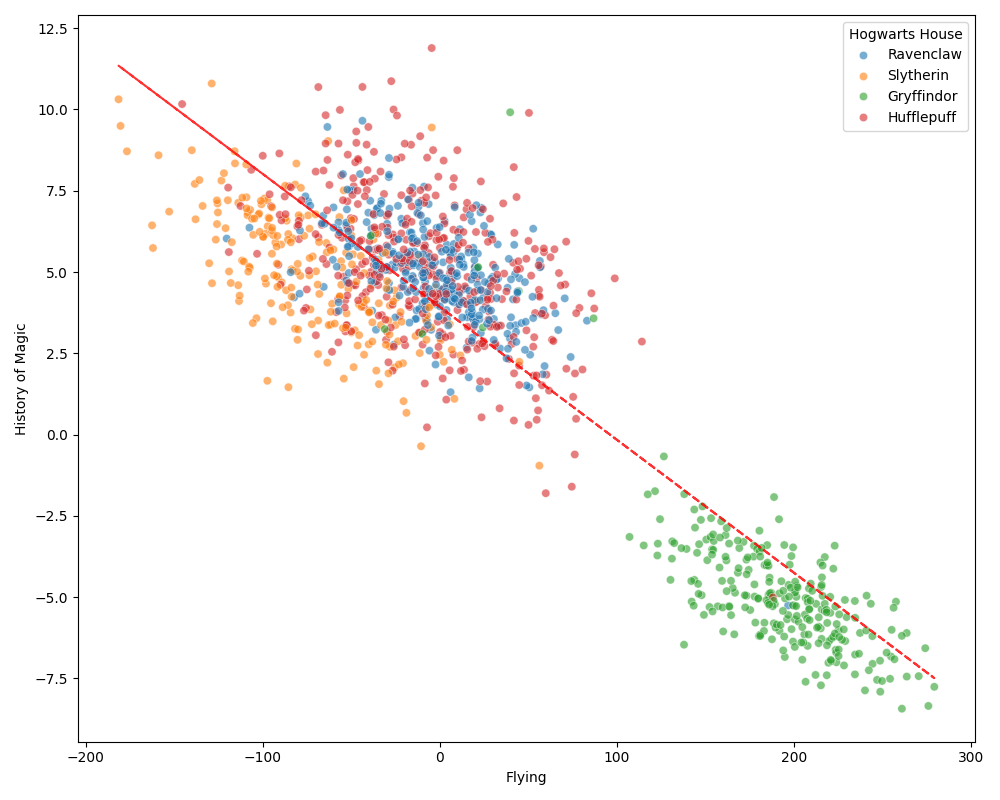 Hogwarts House
Ravenclaw
Slytherin
Gryffindor
Hufflepuff
12.5
10.0
7.5
5.0
2.5
0.0
−2.5
−5.0
−7.5
History of Magic
−200
−100
0
100
200
300
Flying